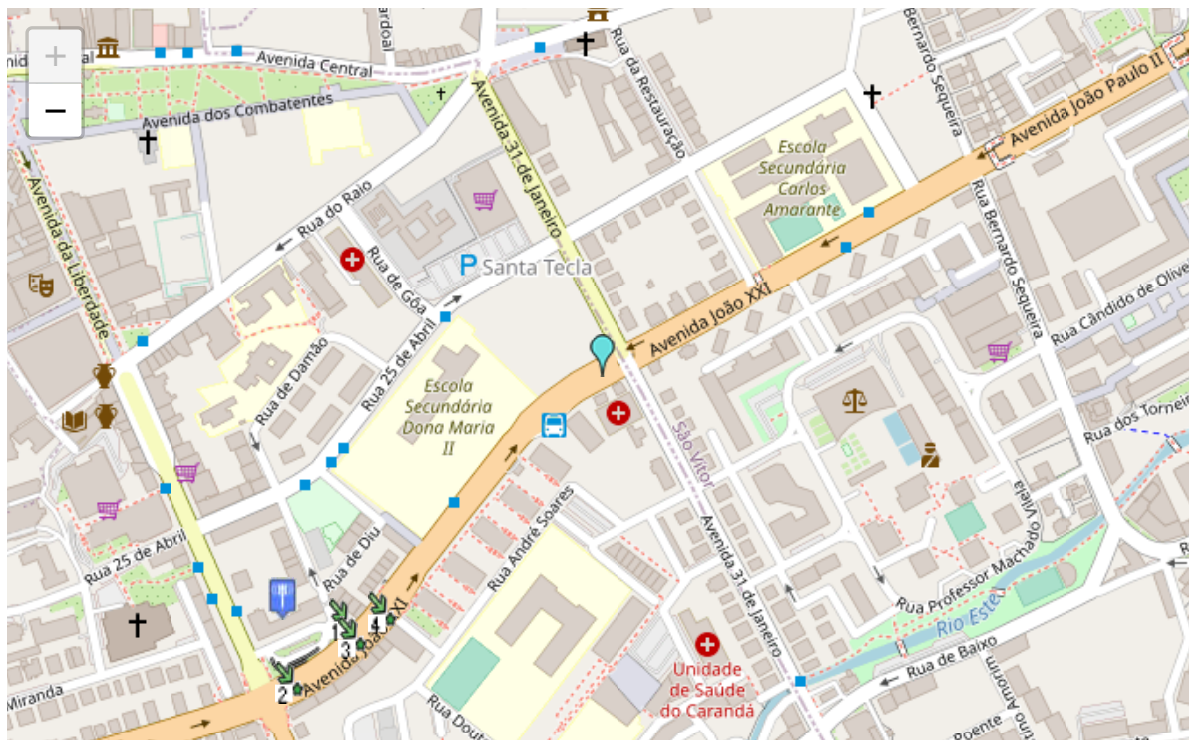 +
−
Avenida Central
Avenida dos Combatentes
Avenida 31 de Janeiro
Rua da Restauração
Bernardo Sequeira
Avenida João Paulo II
Escola
Secundária
Carlos
Amarante
Rua Bernardo Sequeira
Rua do Raio
Avenida da Liberdade
Rua de Gôa
P Santa Tecla
Rua 25 de Abril
Rua de Damão
Avenida João XXI
Rua Cândido de Olive
Escola
Secundária
Dona Maria
II
São Vítor
Rua dos Torneir
Rua André Soares
Rua 25 de Abril
Rua de Diu
Avenida 31 de Janeiro
Rua Professor Machado Vilela
Rio Este
Rua de Baixo
1
3
4
2
Avenida João XXI
Miranda
Rua Douto
Unidade
de Saúde
do Carandá
Poente
tino Amorim